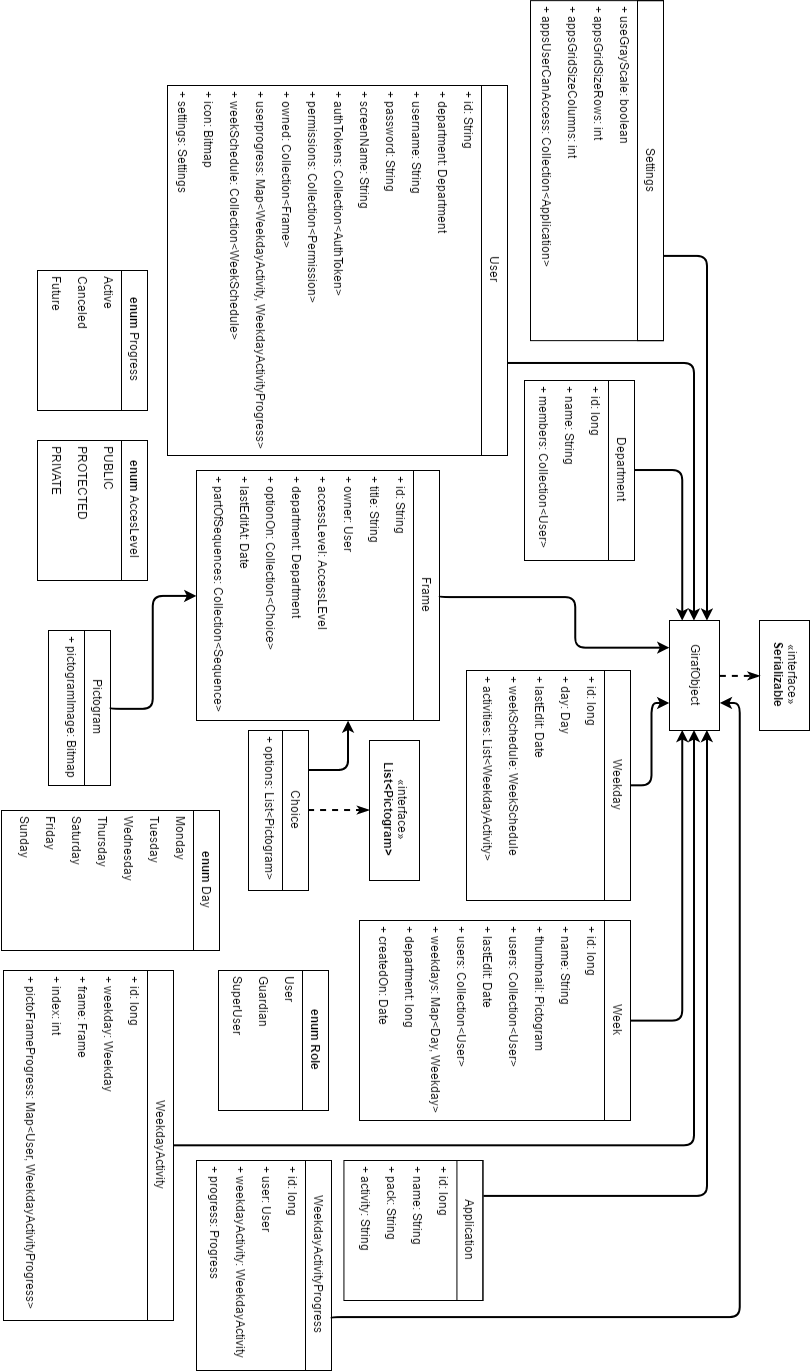 «interface»
Serializable
GirafObject
Settings
+ useGrayScale: boolean
+ appsGridSizeRows: int
+ appsGridSizeColumns: int
+ appsUserCanAccess: Collection<Application>
User
+ id: String
+ department: Department
+ username: String
+ password: String
+ screenName: String
+ authTokens: Collection<AuthToken>
+ permissions: Collection<Permission>
+ owned: Collection<Frame>
+ userprogress: Map<WeekdayActivity, WeekdayActivityProgress>
+ weekSchedule: Collection<WeekSchedule>
+ icon: Bitmap
+ settings: Settings
Department
+ id: long
+ name: String
+ members: Collection<User>
Frame
+ id: String
+ title: String
+ owner: User
+ accessLevel: AccessLEvel
+ department: Department
+ optionOn: Collection<Choice>
+ lastEditAt: Date
+ partOfSequences: Collection<Sequence>
Weekday
+ id: long
+ day: Day
+ lastEdit: Date
+ weekSchedule: WeekSchedule
+ activities: List<WeekdayActivity>
Week
+ id: long
+ name: String
+ thumbnail: Pictogram
+ users: Collection<User>
+ lastEdit: Date
+ users: Collection<User>
+ weekdays: Map<Day, Weekday>
+ department: long
+ createdOn: Date
Application
+ id: long
+ name: String
+ pack: String
+ activity: String
«interface»
List<Pictogram>
Choice
+ options: List<Pictogram>
enum Role
User
Guardian
SuperUser
WeekdayActivityProgress
+ id: long
+ user: User
+ weekdayActivity: WeekdayActivity
+ progress: Progress
enum Progress
Active
Canceled
Future
enum AccesLevel
PUBLIC
PROTECTED
PRIVATE
Pictogram
+ pictogramImage: Bitmap
enum Day
Monday
Tuesday
Wednesday
Thursday
Saturday
Friday
Sunday
WeekdayActivity
+ id: long
+ weekday: Weekday
+ frame: Frame
+ index: int
+ pictoFrameProgress: Map<User, WeekdayActivityProgress>